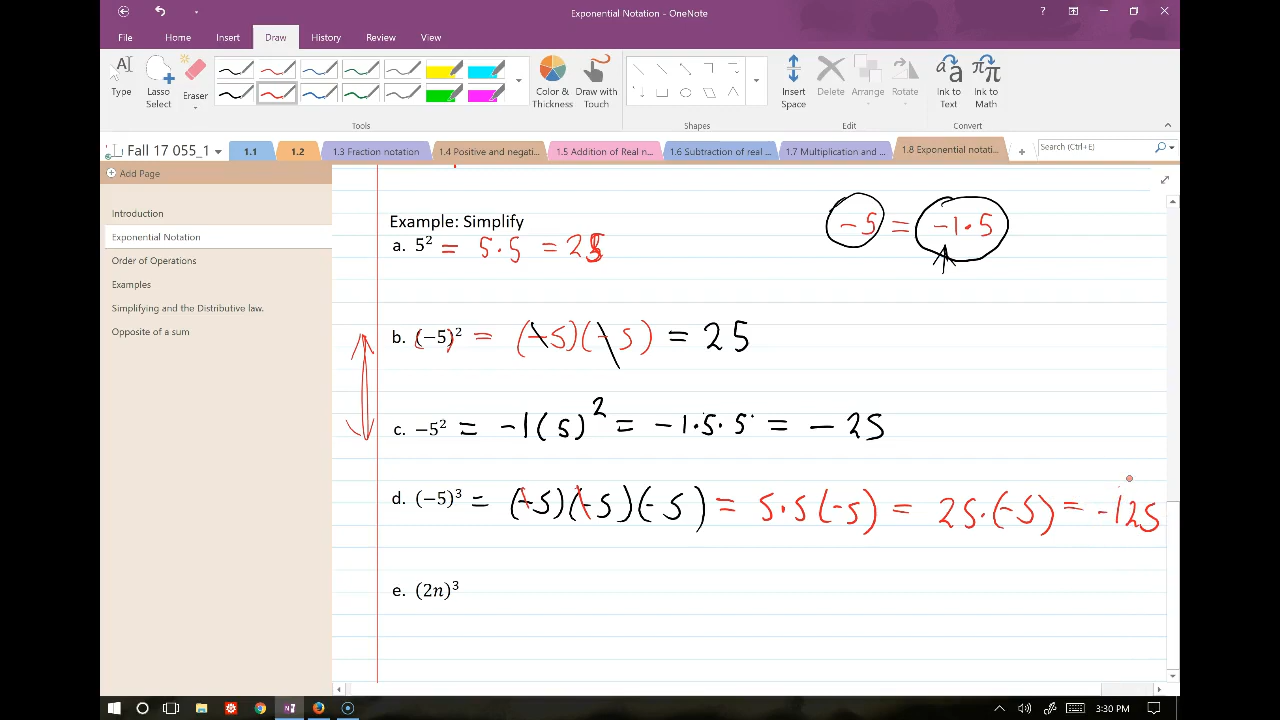 Exponential Notation - OneNote
?
File Home Insert Draw History Review View
Type
Lasso Select
Eraser
Color & Thickness
Draw with Touch
Insert Space
Delete
Arrange
Rotate
Ink to Text
Ink to Math
Tools Shapes Edit Convert
Fall 17 055_1 1.1 1.2 1.3 Fraction notation 1.4 Positive and negati... 1.5 Addition of Real n... 1.6 Subtraction of real ... 1.7 Multiplication and ... 1.8 Exponential notati... Search (Ctrl+E)
Add Page
Introduction
Exponential Notation
Order of Operations
Examples
Simplifying and the Distributive law.
Opposite of a sum
-5 = -1·5
Example: Simplify
a. 5² = 5·5 = 25
b. (−5)² = (-5)(-5) = 25
c. −5² = -1(5)² = -1·5·5 = -25
d. (−5)³ = (-5)(-5)(-5) = 5·5(-5) = 25·(-5) = -125
e. (2n)³
3:30 PM